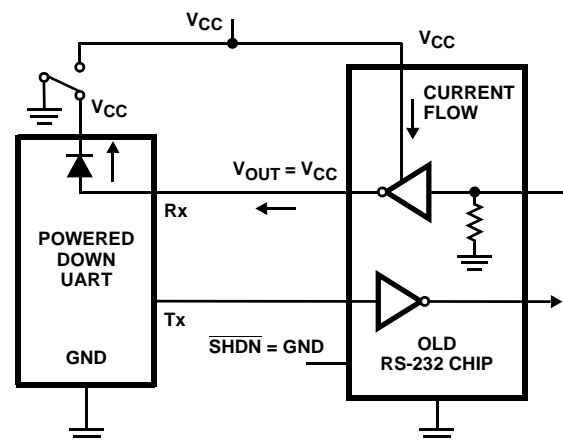 VCC
VCC
VCC
CURRENT
FLOW
VOUT = VCC
Rx
POWERED
DOWN
UART
Tx
GND
SHDN = GND
OLD
RS-232 CHIP